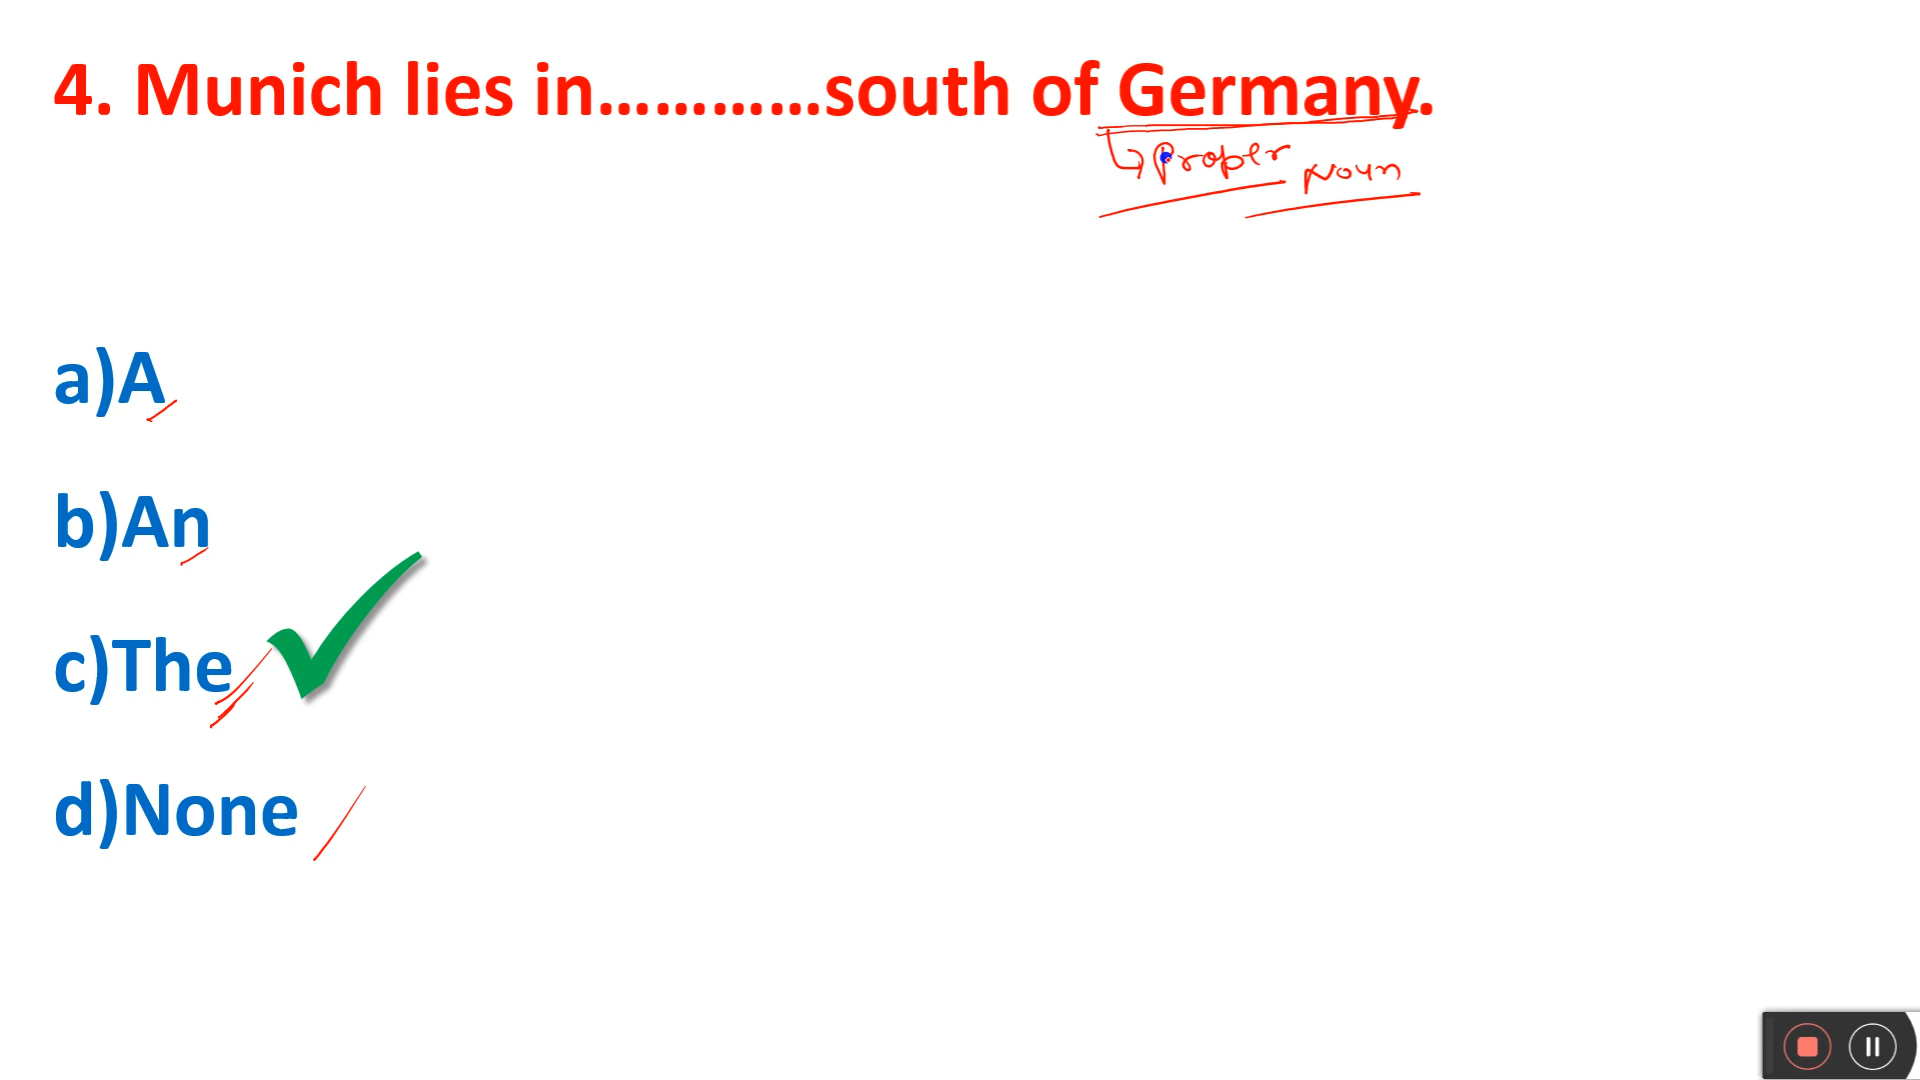 4. Munich lies in............south of Germany.
Proper Noun
a)A
b)An
c)The
d)None